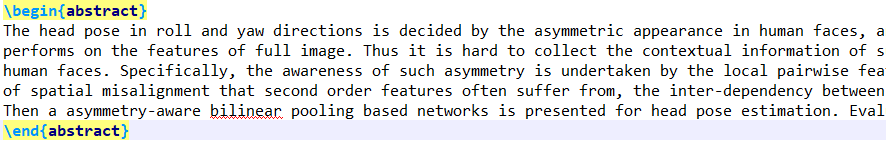 \begin{abstract}
The head pose in roll and yaw directions is decided by the asymmetric appearance in human faces, a
performs on the features of full image. Thus it is hard to collect the contextual information of s
human faces. Specifically, the awareness of such asymmetry is undertaken by the local pairwise fea
of spatial misalignment that second order features often suffer from, the inter-dependency between
Then a asymmetry-aware bilinear pooling based networks is presented for head pose estimation. Eval
\end{abstract}